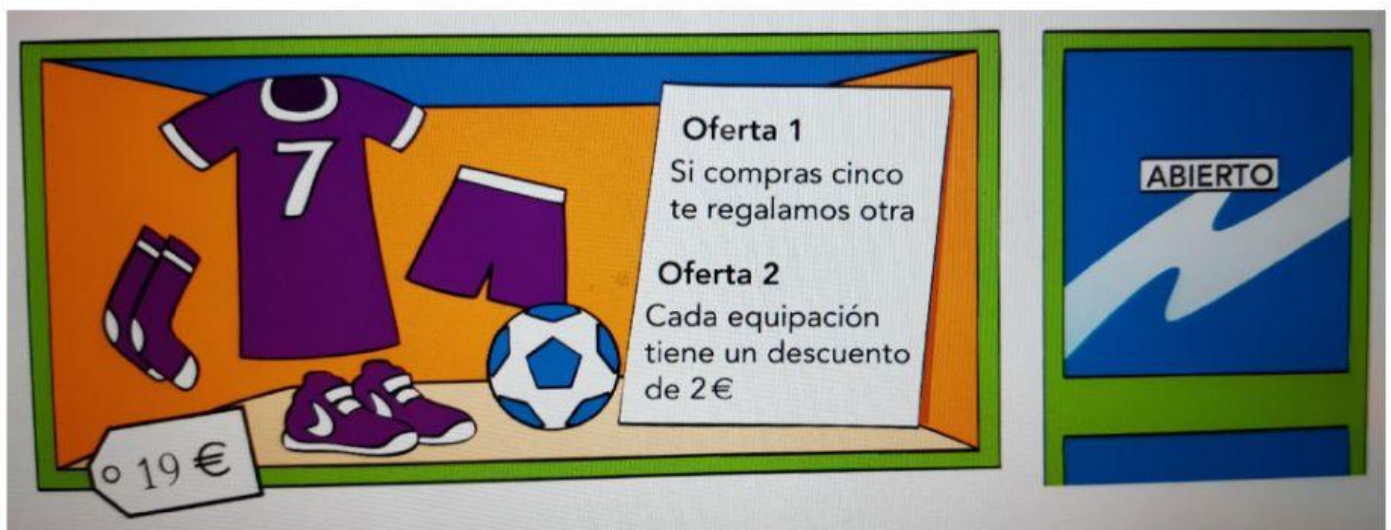 7
Oferta 1
Si compras cinco
te regalamos otra
Oferta 2
Cada equipación
tiene un descuento
de 2€
19 €
ABIERTO